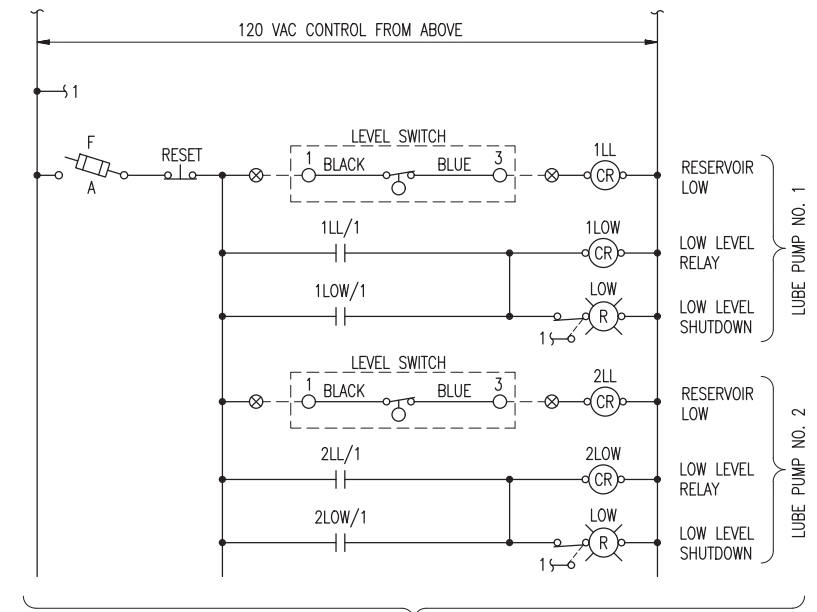 120 VAC CONTROL FROM ABOVE
1
F
A
RESET
LEVEL SWITCH
1 BLACK BLUE 3
1LL
CR
RESERVOIR
LOW
1LL/1
1LOW
CR
LOW LEVEL
RELAY
1LOW/1
LOW
R
1
LOW LEVEL
SHUTDOWN
LUBE PUMP NO. 1
LEVEL SWITCH
1 BLACK BLUE 3
2LL
CR
RESERVOIR
LOW
2LL/1
2LOW
CR
LOW LEVEL
RELAY
2LOW/1
LOW
R
1
LOW LEVEL
SHUTDOWN
LUBE PUMP NO. 2